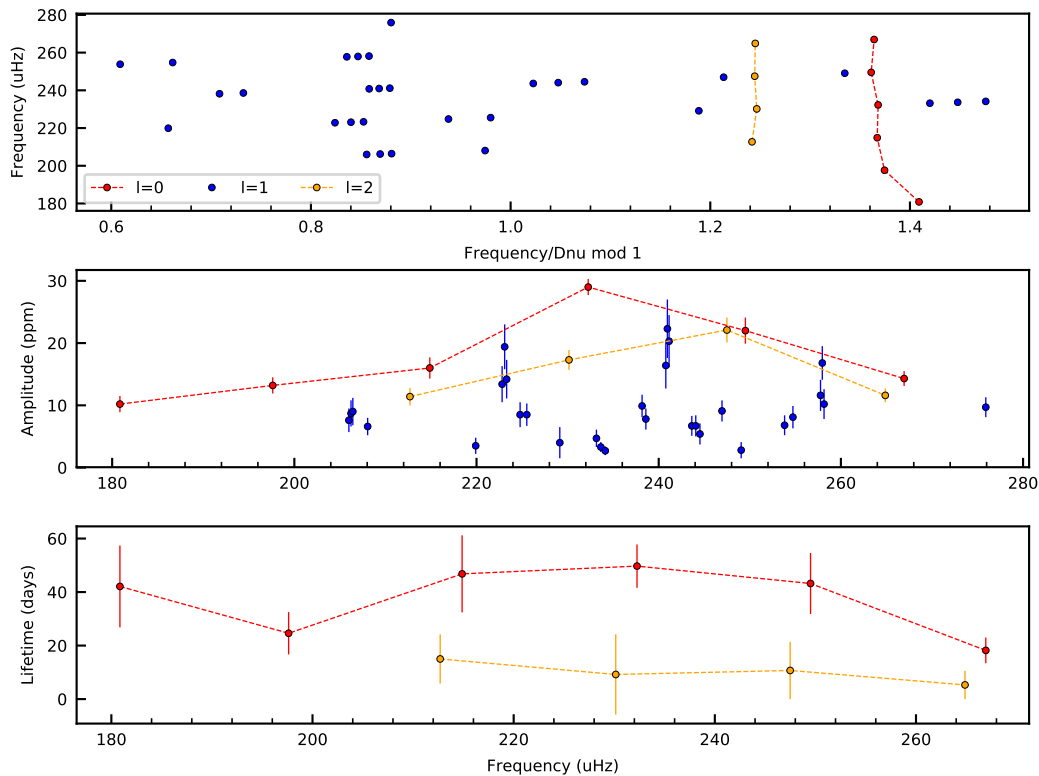 280
260
240
220
200
180
Frequency (uHz)
l=0 l=1 l=2
0.6 0.8 1.0 1.2 1.4
Frequency/Dnu mod 1
30
20
10
0
Amplitude (ppm)
180 200 220 240 260 280
60
40
20
0
Lifetime (days)
180 200 220 240 260
Frequency (uHz)